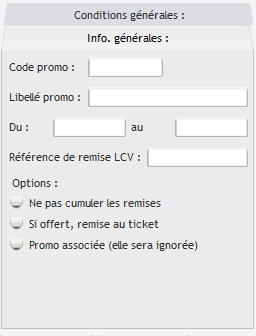 Conditions générales :
Info. générales :
Code promo :
Libellé promo :
Du : au
Référence de remise LCV :
Options :
Ne pas cumuler les remises
Si offert, remise au ticket
Promo associée (elle sera ignorée)